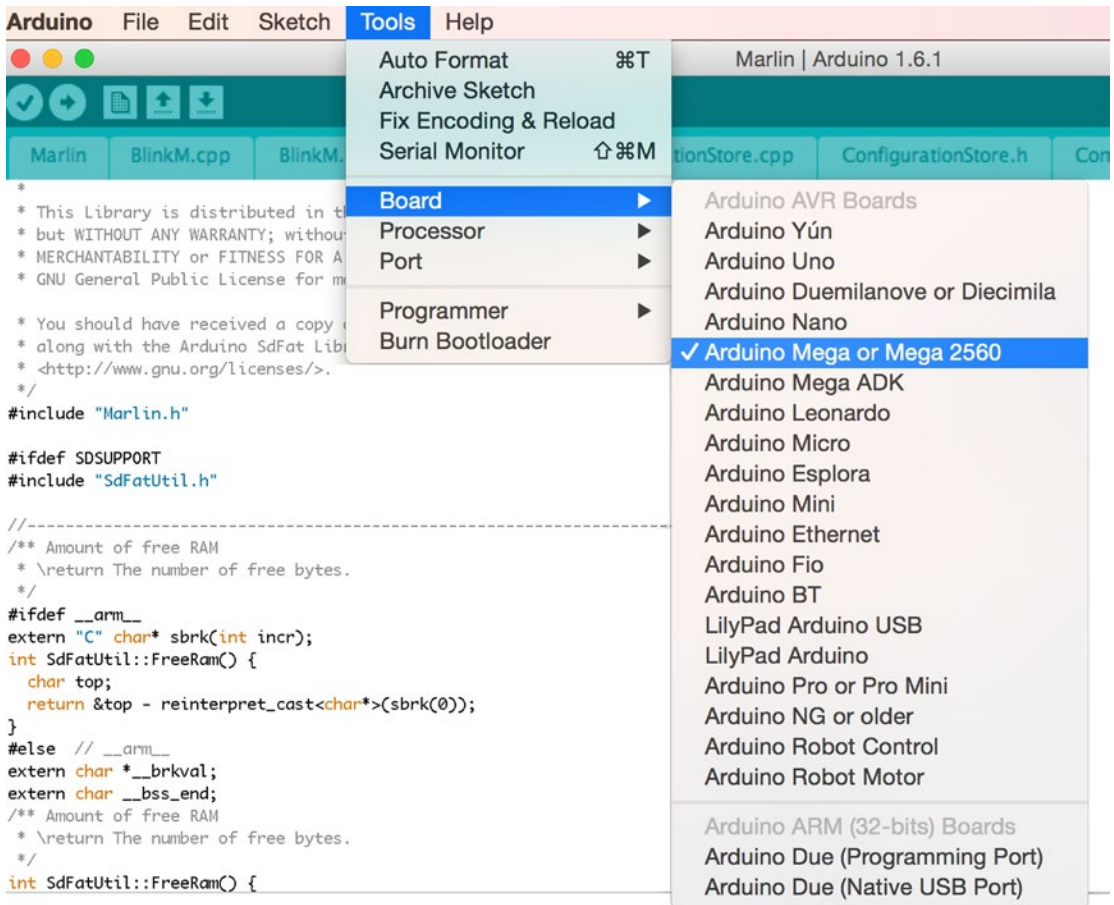 Arduino File Edit Sketch Tools Help
Marlin | Arduino 1.6.1
Marlin BlinkM.cpp BlinkM. tionStore.cpp ConfigurationStore.h Con
Auto Format ⌘T
Archive Sketch
Fix Encoding & Reload
Serial Monitor ⇧⌘M
Board ▶
Processor ▶
Port ▶
Programmer ▶
Burn Bootloader
Arduino AVR Boards
Arduino Yún
Arduino Uno
Arduino Duemilanove or Diecimila
Arduino Nano
✓ Arduino Mega or Mega 2560
Arduino Mega ADK
Arduino Leonardo
Arduino Micro
Arduino Esplora
Arduino Mini
Arduino Ethernet
Arduino Fio
Arduino BT
LilyPad Arduino USB
LilyPad Arduino
Arduino Pro or Pro Mini
Arduino NG or older
Arduino Robot Control
Arduino Robot Motor
Arduino ARM (32-bits) Boards
Arduino Due (Programming Port)
Arduino Due (Native USB Port)
*
* This Library is distributed in th
* but WITHOUT ANY WARRANTY; withou
* MERCHANTABILITY or FITNESS FOR A
* GNU General Public License for m
* You should have received a copy
* along with the Arduino SdFat Lib
* <http://www.gnu.org/licenses/>.
*/
#include "Marlin.h"
#ifdef SDSUPPORT
#include "SdFatUtil.h"
//------------------------------------------------------------------------------
/** Amount of free RAM
* \return The number of free bytes.
*/
#ifdef __arm__
extern "C" char* sbrk(int incr);
int SdFatUtil::FreeRam() {
char top;
return &top - reinterpret_cast<char*>(sbrk(0));
}
#else // __arm__
extern char *__brkval;
extern char __bss_end;
/** Amount of free RAM
* \return The number of free bytes.
*/
int SdFatUtil::FreeRam() {